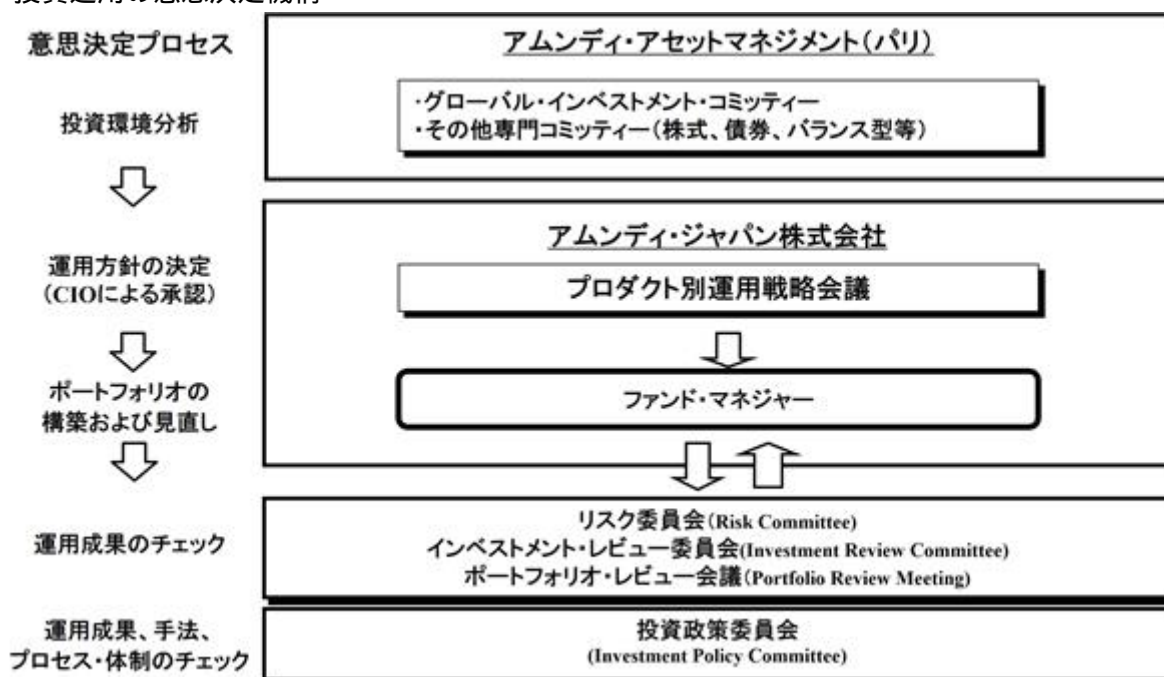 投資運用の意思決定機構
意思決定プロセス
アムンディ・アセットマネジメント(パリ)
投資環境分析
・グローバル・インベストメント・コミッティー
・その他専門コミッティー(株式、債券、バランス型等)
アムンディ・ジャパン株式会社
運用方針の決定
(CIOによる承認)
プロダクト別運用戦略会議
ポートフォリオの
構築および見直し
ファンド・マネジャー
運用成果のチェック
リスク委員会(Risk Committee)
インベストメント・レビュー委員会(Investment Review Committee)
ポートフォリオ・レビュー会議(Portfolio Review Meeting)
運用成果、手法、
プロセス・体制のチェック
投資政策委員会
(Investment Policy Committee)